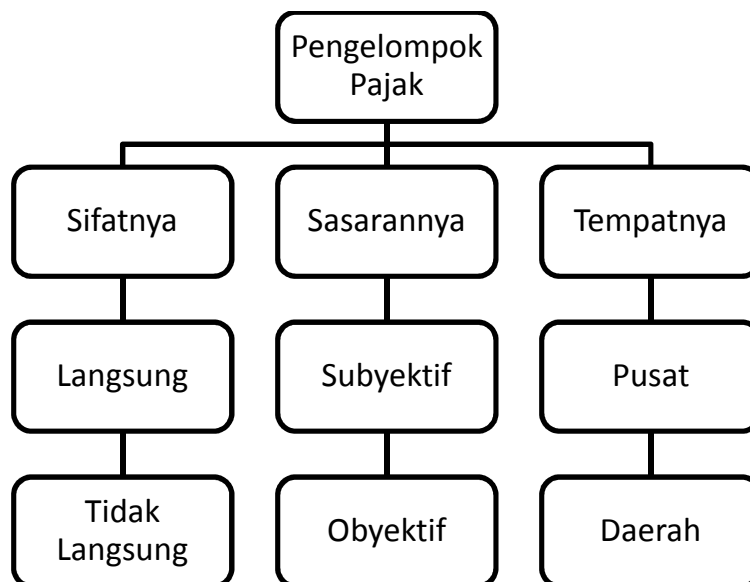 Pengelompok
Pajak
Sifatnya
Sasarannya
Tempatnya
Langsung
Subyektif
Pusat
Tidak
Langsung
Obyektif
Daerah